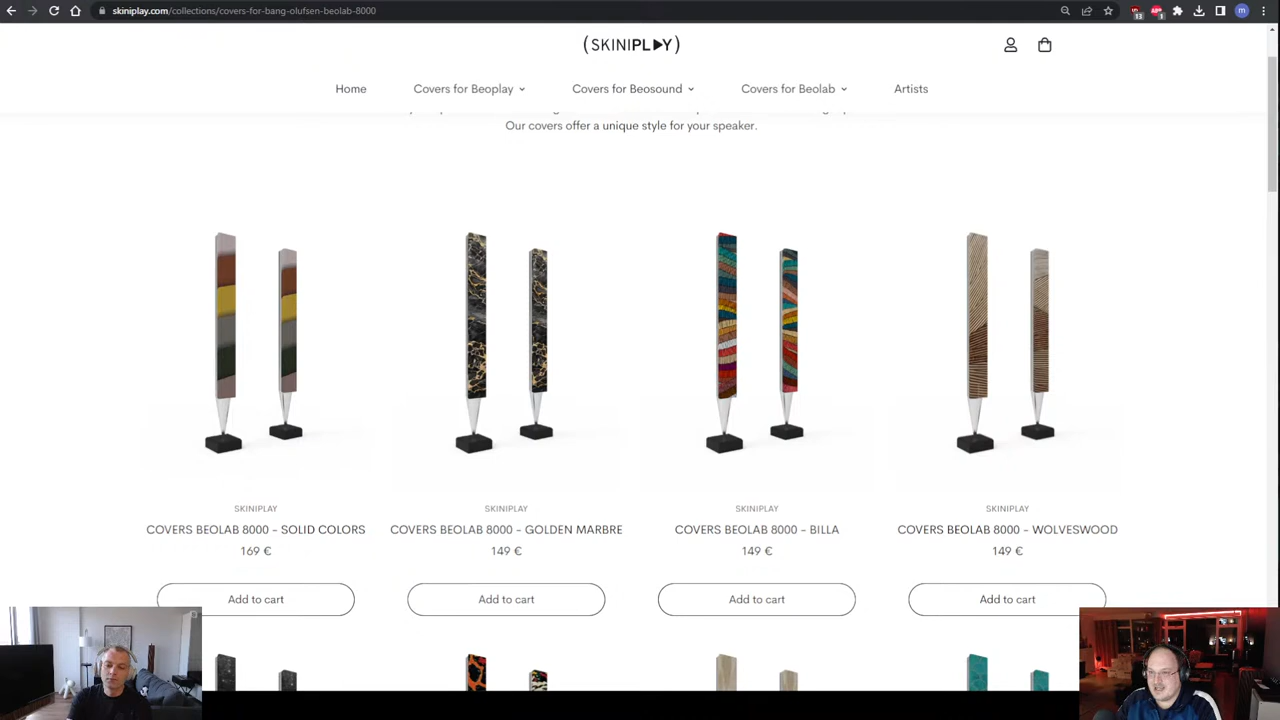 skiniplay.com/collections/covers-for-bang-olufsen-beolab-8000
(SKINIPLAY)
Home Covers for Beoplay Covers for Beosound Covers for Beolab Artists
Our covers offer a unique style for your speaker.
SKINIPLAY SKINIPLAY SKINIPLAY SKINIPLAY
COVERS BEOLAB 8000 - SOLID COLORS COVERS BEOLAB 8000 - GOLDEN MARBRE COVERS BEOLAB 8000 - BILLA COVERS BEOLAB 8000 - WOLVESWOOD
169 € 149 € 149 € 149 €
Add to cart Add to cart Add to cart Add to cart